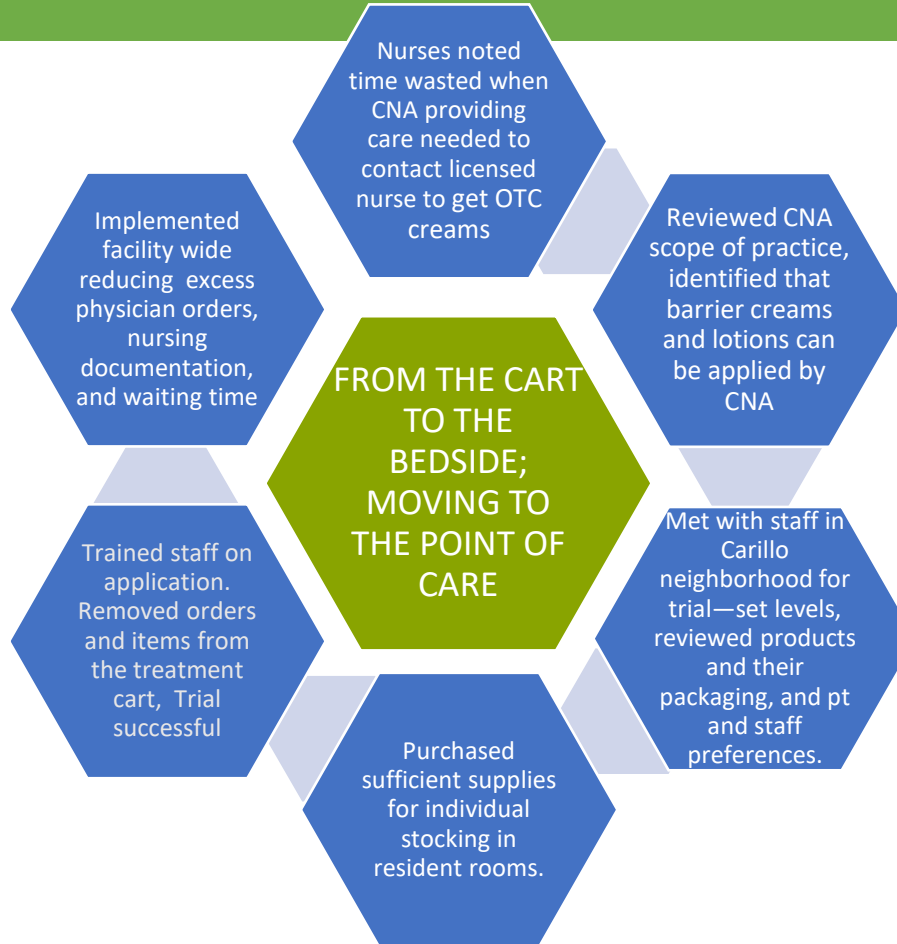 Nurses noted
time wasted when
CNA providing
care needed to
contact licensed
nurse to get OTC
creams
Reviewed CNA
scope of practice,
identified that
barrier creams
and lotions can
be applied by
CNA
Met with staff in
Carillo
neighborhood for
trial—set levels,
reviewed products
and their
packaging, and pt
and staff
preferences.
Purchased
sufficient supplies
for individual
stocking in
resident rooms.
Trained staff on
application.
Removed orders
and items from
the treatment
cart, Trial
successful
Implemented
facility wide
reducing excess
physician orders,
nursing
documentation,
and waiting time
FROM THE CART
TO THE
BEDSIDE;
MOVING TO
THE POINT OF
CARE